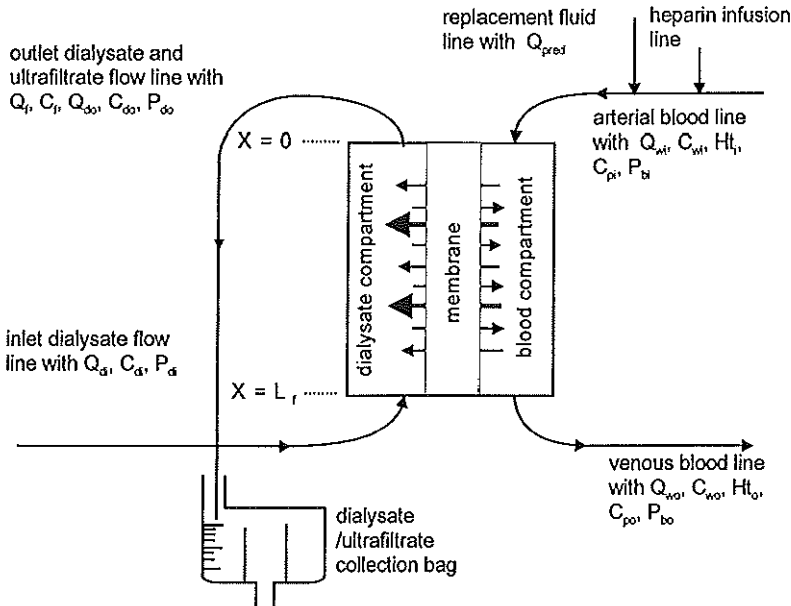 replacement fluid
line with Q_pred
heparin infusion
line
outlet dialysate and
ultrafiltrate flow line with
Q_f, C_f, Q_do, C_do, P_do
X = 0
arterial blood line
with Q_wi, C_wi, Ht_i,
C_pi, P_bi
dialysate compartment
membrane
blood compartment
inlet dialysate flow
line with Q_di, C_di, P_di
X = L_r
venous blood line
with Q_wo, C_wo, Ht_o,
C_po, P_bo
dialysate
/ultrafiltrate
collection bag